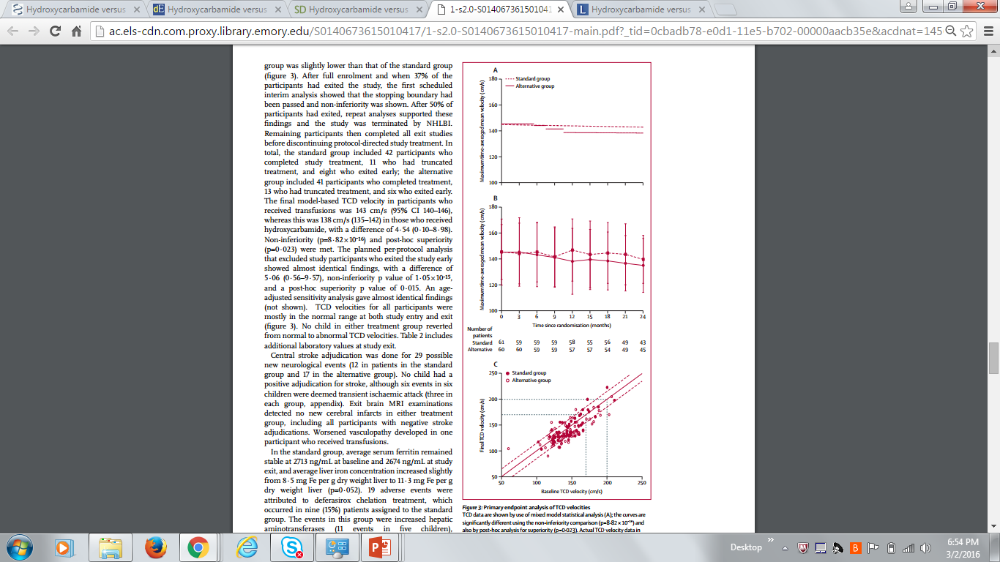 Hydroxycarbamide versus
dE Hydroxycarbamide versus
SD Hydroxycarbamide versus
1-s2.0-S01406736150104
L Hydroxycarbamide versus
ac.els-cdn.com.proxy.library.emory.edu/S0140673615010417/1-s2.0-S0140673615010417-main.pdf?_tid=0cbadb78-e0d1-11e5-b702-00000aacb35e&acdnat=145
group was slightly lower than that of the standard group
(figure 3). After full enrolment and when 37% of the
participants had exited the study, the first scheduled
interim analysis showed that the stopping boundary had
been passed and non-inferiority was shown. After 50% of
participants had exited, repeat analyses supported these
findings and the study was terminated by NHLBI.
Remaining participants then completed all exit studies
before discontinuing protocol-directed study treatment. In
total, the standard group included 42 participants who
completed study treatment, 11 who had truncated
treatment, and eight who exited early; the alternative
group included 41 participants who completed treatment,
13 who had truncated treatment, and six who exited early.
The final model-based TCD velocity in participants who
received transfusions was 143 cm/s (95% CI 140–146),
whereas this was 138 cm/s (135–142) in those who received
hydroxycarbamide, with a difference of 4·54 (0·10–8·98).
Non-inferiority (p=8·82×10⁻¹⁶) and post-hoc superiority
(p=0·023) were met. The planned per-protocol analysis
that excluded study participants who exited the study early
showed almost identical findings, with a difference of
5·06 (0·56–9·57), non-inferiority p value of 1·05×10⁻¹⁵,
and a post-hoc superiority p value of 0·015. An age-
adjusted sensitivity analysis gave almost identical findings
(not shown). TCD velocities for all participants were
mostly in the normal range at both study entry and exit
(figure 3). No child in either treatment group reverted
from normal to abnormal TCD velocities. Table 2 includes
additional laboratory values at study exit.
Central stroke adjudication was done for 29 possible
new neurological events (12 in patients in the standard
group and 17 in the alternative group). No child had a
positive adjudication for stroke, although six events in six
children were deemed transient ischaemic attack (three in
each group, appendix). Exit brain MRI examinations
detected no new cerebral infarcts in either treatment
group, including all participants with negative stroke
adjudications. Worsened vasculopathy developed in one
participant who received transfusions.
In the standard group, average serum ferritin remained
stable at 2713 ng/mL at baseline and 2674 ng/mL at study
exit, and average liver iron concentration increased slightly
from 8·5 mg Fe per g dry weight liver to 11·3 mg Fe per g
dry weight liver (p=0·052). 19 adverse events were
attributed to deferasirox chelation treatment, which
occurred in nine (15%) patients assigned to the standard
group. The events in this group were increased hepatic
aminotransferases (11 events in five children),
A
Standard group
Alternative group
Maximum time-averaged mean velocity (cm/s)
180
160
140
120
100
B
Maximum time-averaged mean velocity (cm/s)
180
160
140
120
100
0 3 6 9 12 15 18 21 24
Time since randomisation (months)
Number of
patients
Standard 61 59 59 59 58 55 56 49 43
Alternative 60 60 59 59 57 57 54 49 45
C
Standard group
Alternative group
Final TCD velocity (cm/s)
250
200
150
100
50
50 100 150 200 250
Baseline TCD velocity (cm/s)
Figure 3: Primary endpoint analysis of TCD velocities
TCD data are shown by use of mixed model statistical analysis (A); the curves are
significantly different using the non-inferiority comparison (p=8·82 × 10⁻¹⁶) and
also by post-hoc analysis for superiority (p=0·023). Actual TCD velocity data in
Desktop
6:54 PM
3/2/2016